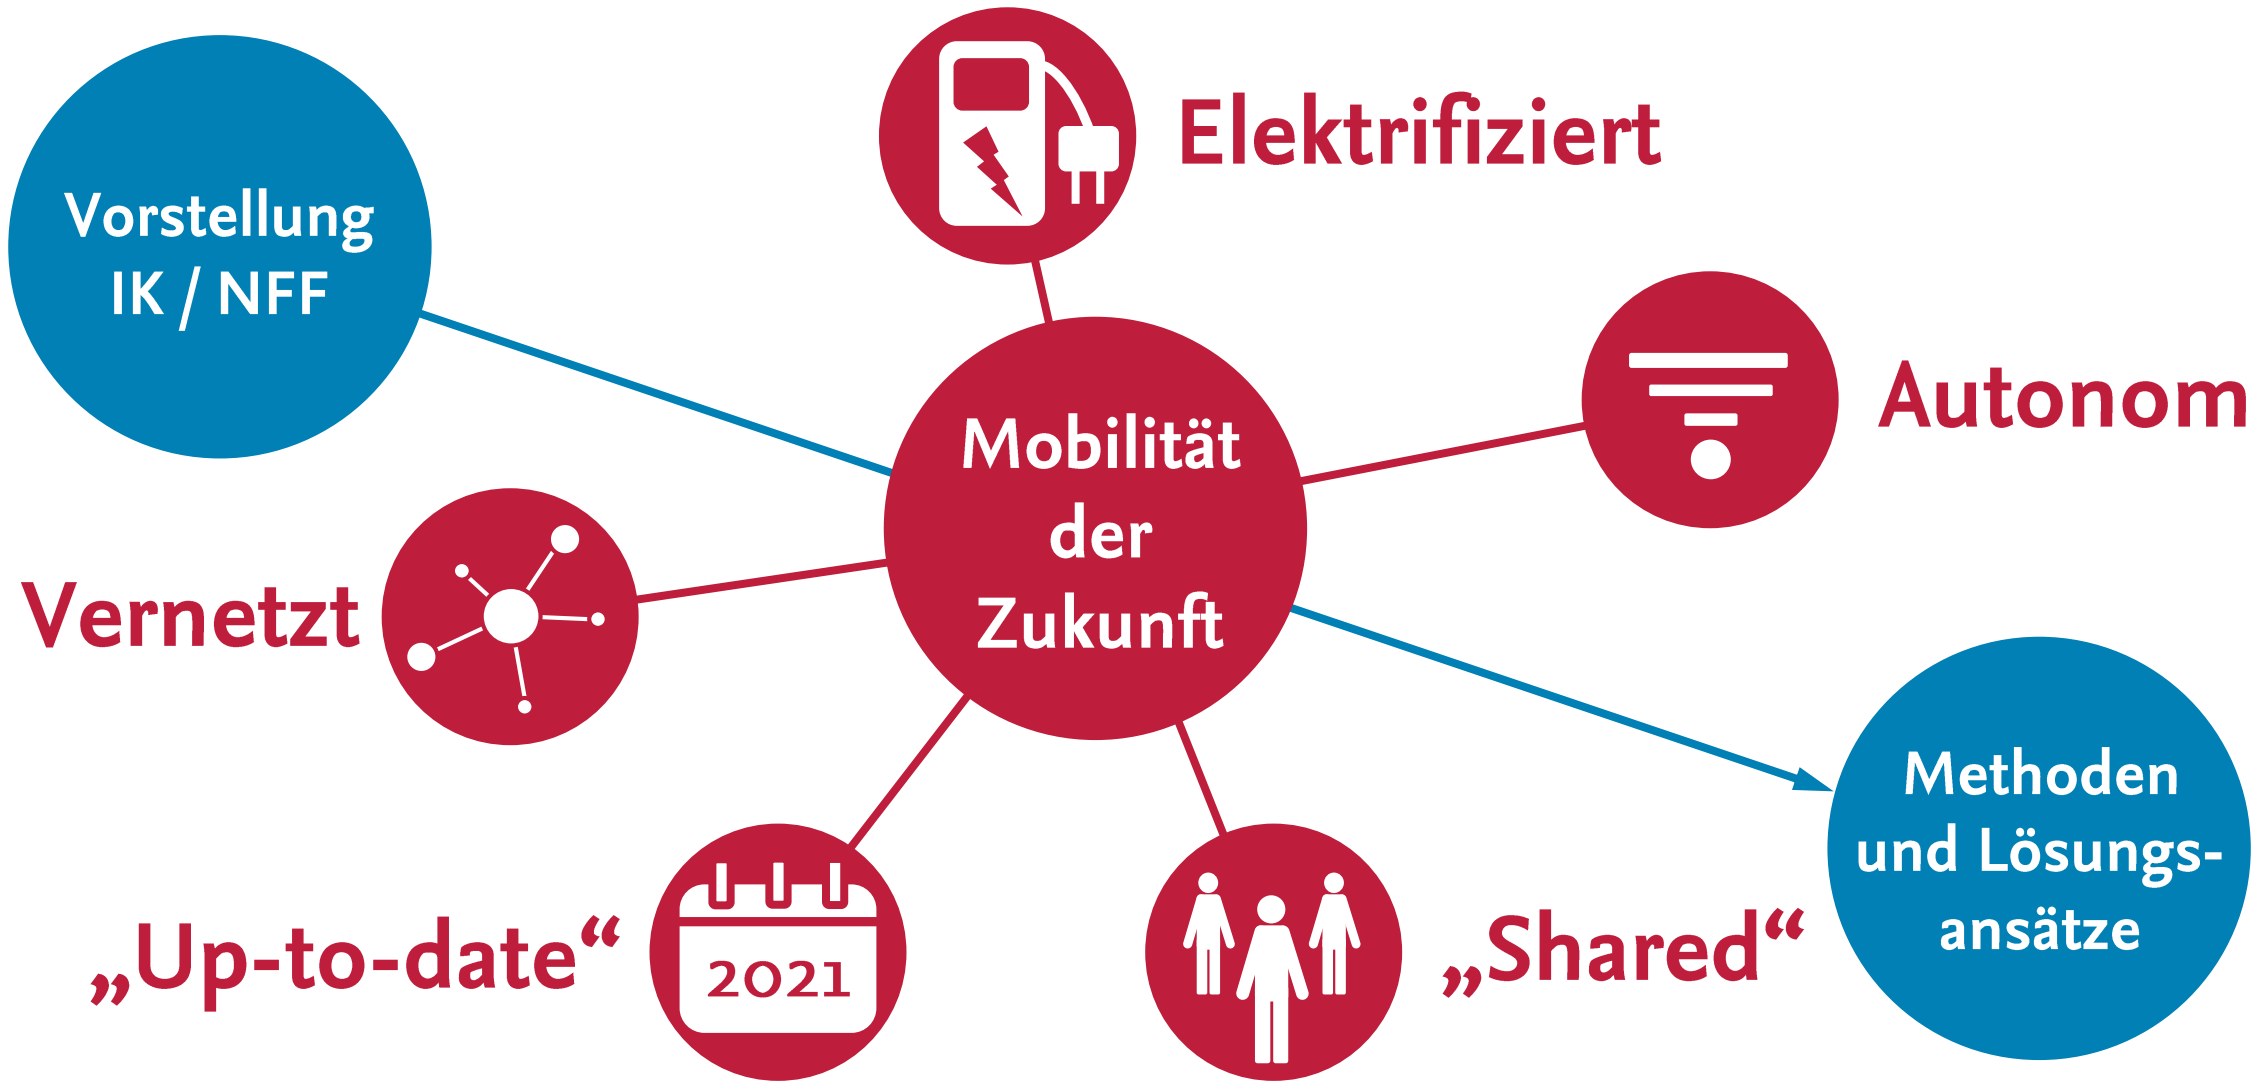 Vorstellung
IK / NFF
Elektrifiziert
Autonom
Mobilität
der
Zukunft
Vernetzt
„Up-to-date“
2021
„Shared“
Methoden
und Lösungs-
ansätze